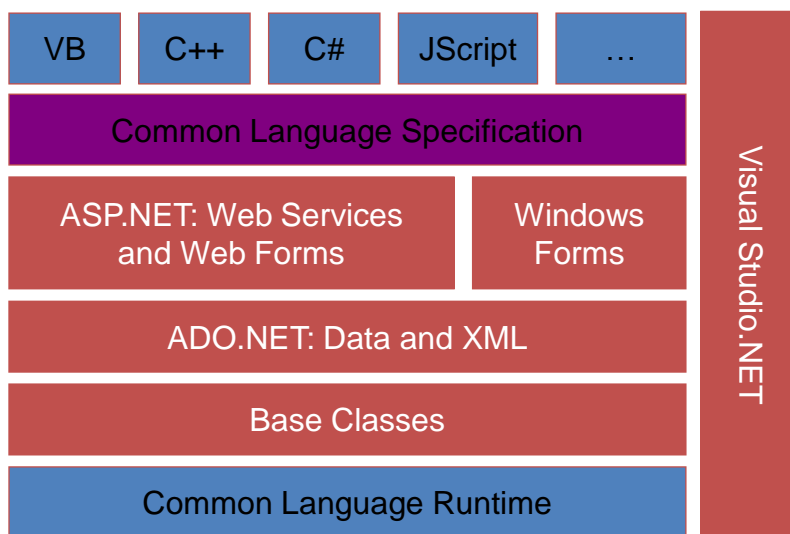 VB
C++
C#
JScript
…
Common Language Specification
ASP.NET: Web Services
and Web Forms
Windows
Forms
ADO.NET: Data and XML
Base Classes
Common Language Runtime
Visual Studio.NET